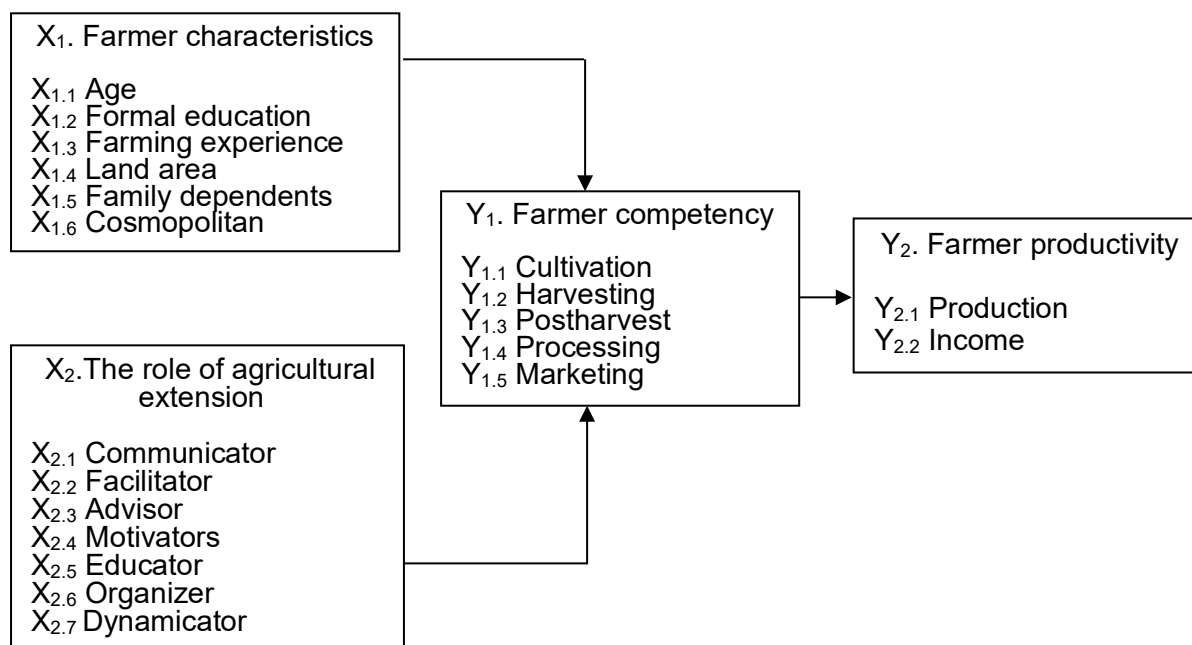 X₁. Farmer characteristics
X₁.₁ Age
X₁.₂ Formal education
X₁.₃ Farming experience
X₁.₄ Land area
X₁.₅ Family dependents
X₁.₆ Cosmopolitan
X₂.The role of agricultural
extension
X₂.₁ Communicator
X₂.₂ Facilitator
X₂.₃ Advisor
X₂.₄ Motivators
X₂.₅ Educator
X₂.₆ Organizer
X₂.₇ Dynamicator
Y₁. Farmer competency
Y₁.₁ Cultivation
Y₁.₂ Harvesting
Y₁.₃ Postharvest
Y₁.₄ Processing
Y₁.₅ Marketing
Y₂. Farmer productivity
Y₂.₁ Production
Y₂.₂ Income